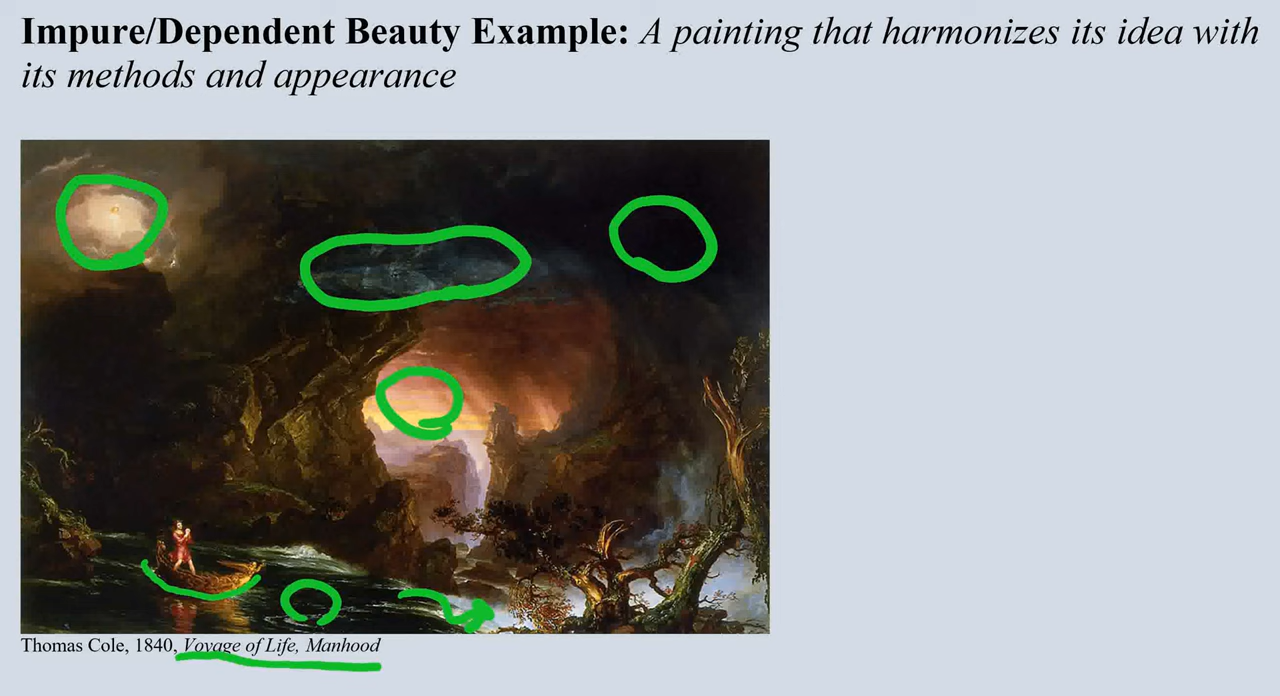 Impure/Dependent Beauty Example: A painting that harmonizes its idea with
its methods and appearance
Thomas Cole, 1840, Voyage of Life, Manhood